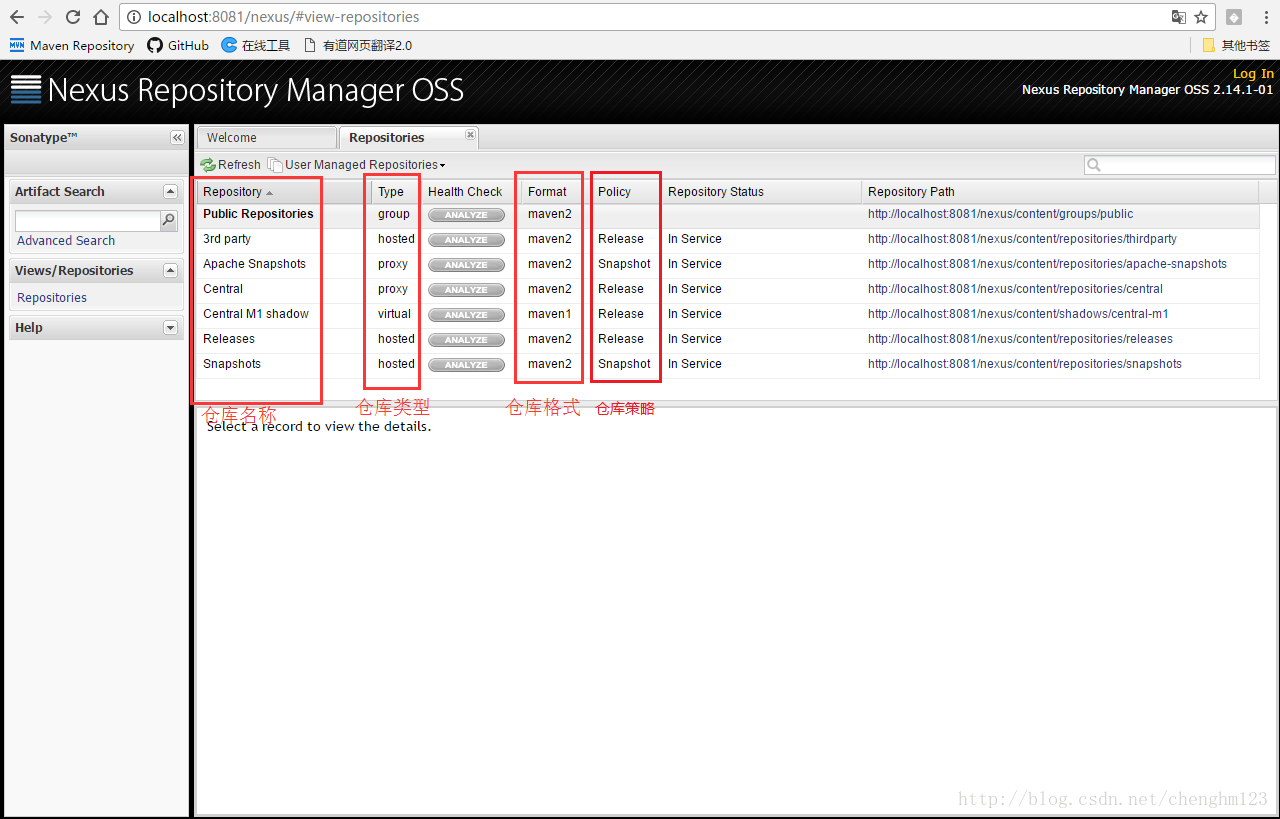 localhost:8081/nexus/#view-repositories
Maven Repository GitHub 在线工具 有道网页翻译2.0 其他书签
Nexus Repository Manager OSS
Log In
Nexus Repository Manager OSS 2.14.1-01
Sonatype™
Welcome Repositories
Refresh User Managed Repositories
Artifact Search
Advanced Search
Views/Repositories
Repositories
Help
Repository Type Health Check Format Policy Repository Status Repository Path
Public Repositories group ANALYZE maven2 http://localhost:8081/nexus/content/groups/public
3rd party hosted ANALYZE maven2 Release In Service http://localhost:8081/nexus/content/repositories/thirdparty
Apache Snapshots proxy ANALYZE maven2 Snapshot In Service http://localhost:8081/nexus/content/repositories/apache-snapshots
Central proxy ANALYZE maven2 Release In Service http://localhost:8081/nexus/content/repositories/central
Central M1 shadow virtual ANALYZE maven1 Release In Service http://localhost:8081/nexus/content/shadows/central-m1
Releases hosted ANALYZE maven2 Release In Service http://localhost:8081/nexus/content/repositories/releases
Snapshots hosted ANALYZE maven2 Snapshot In Service http://localhost:8081/nexus/content/repositories/snapshots
仓库名称 仓库类型 仓库格式 仓库策略
Select a record to view the details.
http://blog.csdn.net/chenghm123